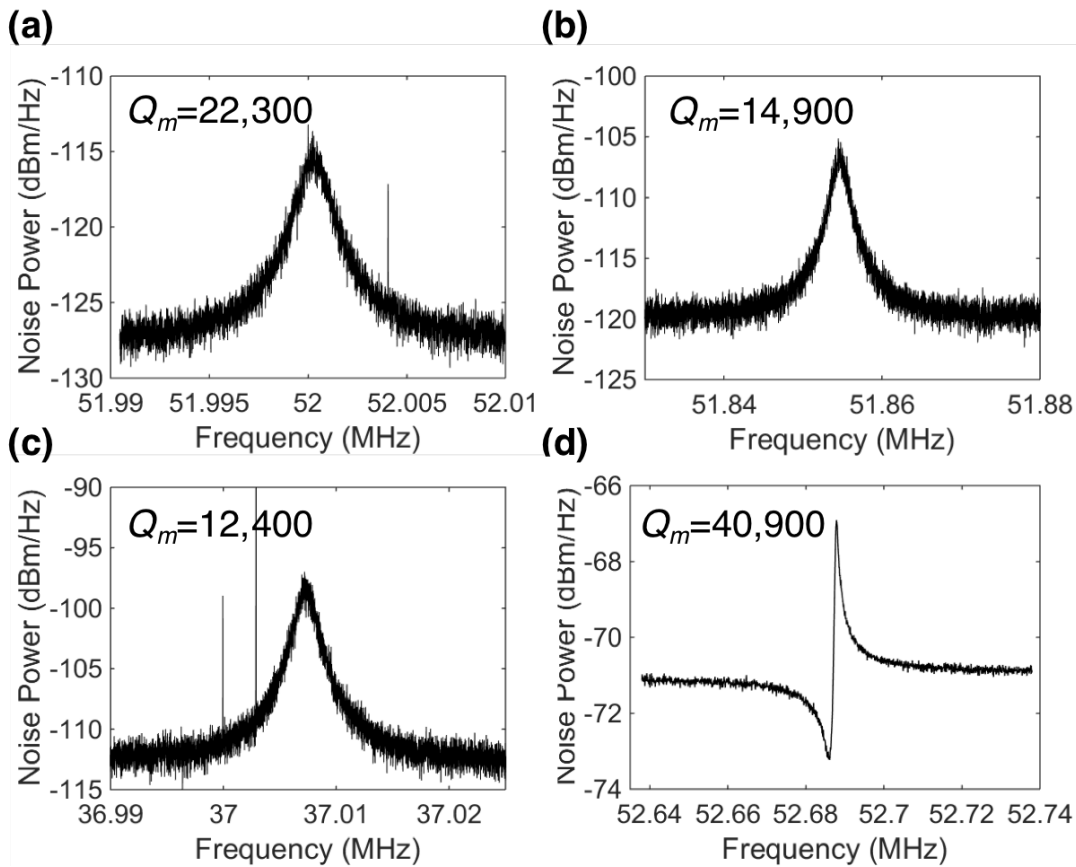 (a)
Qm=22,300
Noise Power (dBm/Hz)
-110
-115
-120
-125
-130
51.99 51.995 52 52.005 52.01
Frequency (MHz)
(b)
Qm=14,900
Noise Power (dBm/Hz)
-100
-105
-110
-115
-120
-125
51.84 51.86 51.88
Frequency (MHz)
(c)
Qm=12,400
Noise Power (dBm/Hz)
-90
-95
-100
-105
-110
-115
36.99 37 37.01 37.02
Frequency (MHz)
(d)
Qm=40,900
Noise Power (dBm/Hz)
-66
-68
-70
-72
-74
52.64 52.66 52.68 52.7 52.72 52.74
Frequency (MHz)